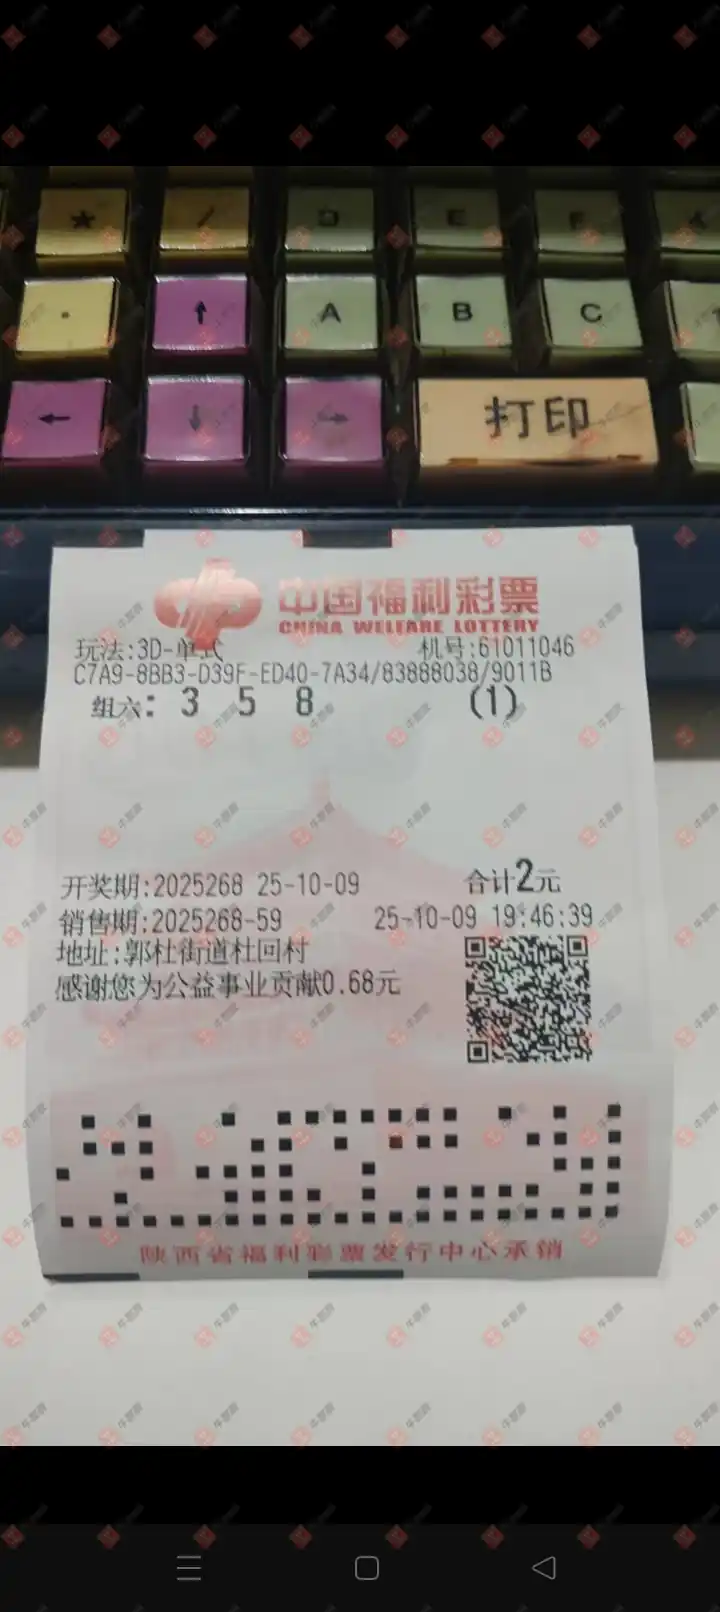 * / D E F
. ↑ A B C
← ↓ 打印
中国福利彩票
CHINA WELFARE LOTTERY
玩法:3D-单式 机号:61011046
C7A9-8BB3-D39F-ED40-7A34/83888038/9011B
组六: 3 5 8 (1)
开奖期:2025268 25-10-09 合计2元
销售期:2025268-59 25-10-09 19:46:39
地址:郭杜街道杜回村
感谢您为公益事业贡献0.68元
陕西省福利彩票发行中心承销